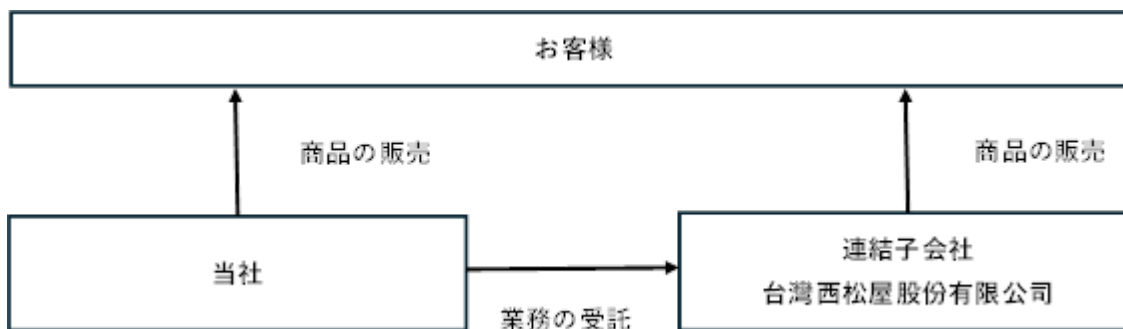 お客様
商品の販売
商品の販売
当社
連結子会社
台灣西松屋股份有限公司
業務の受託